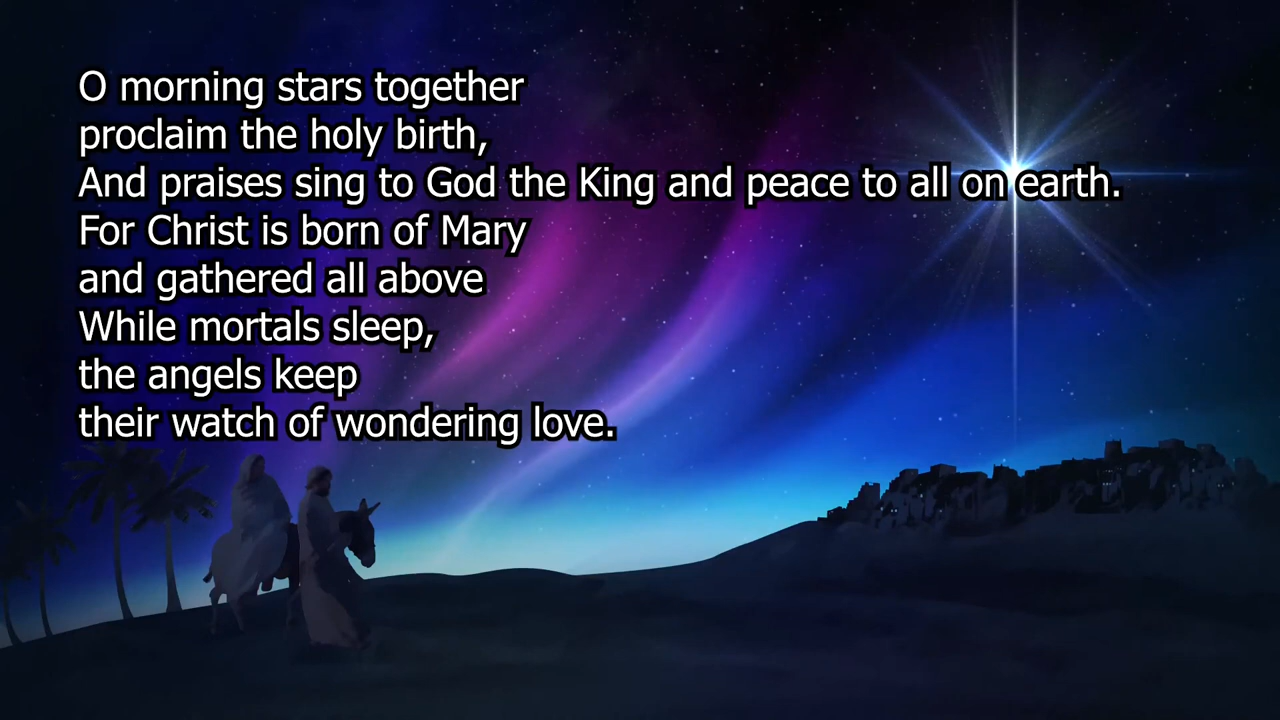 O morning stars together
proclaim the holy birth,
And praises sing to God the King and peace to all on earth.
For Christ is born of Mary
and gathered all above
While mortals sleep,
the angels keep
their watch of wondering love.